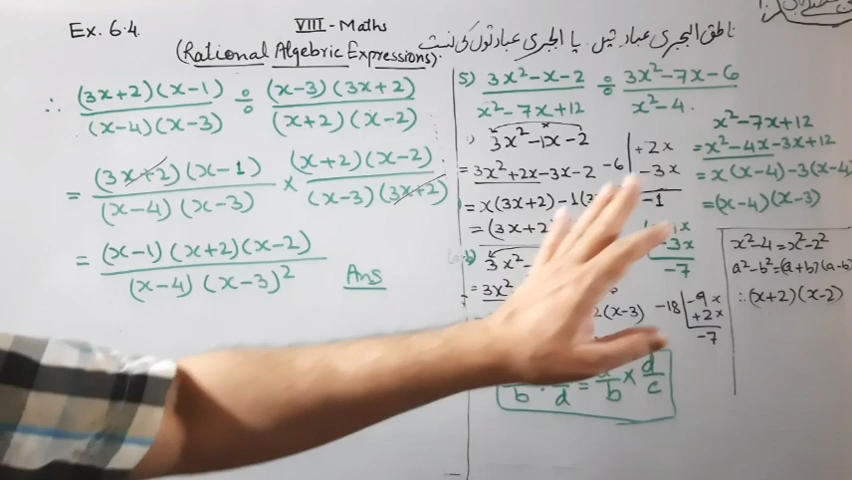 Ex. 6.4.
VIII - Maths
(Rational Algebric Expressions).
ناطق الجبری عبارتیں یا الجبری عبارتوں کی نسبت
∴ (3x+2)(x-1)/(x-4)(x-3) ÷ (x-3)(3x+2)/(x+2)(x-2)
= (3x+2)(x-1)/(x-4)(x-3) × (x+2)(x-2)/(x-3)(3x+2)
= (x-1)(x+2)(x-2)/(x-4)(x-3)² Ans
5) 3x²-x-2/x²-7x+12 ÷ 3x²-7x-6/x²-4.
3x²-1x-2
= 3x²+2x-3x-2
-6 +2x
-3x
-1
= x(3x+2)-1(3
= (3x+2)
3x²-
-3x
-7
= 3x²
2(x-3)
-18 -9x
+2x
-7
b . d = a/b × d/c
x²-7x+12
= x²-4x-3x+12
= x(x-4)-3(x-4)
= (x-4)(x-3)
x²-4 = x²-2²
a²-b²=(a+b)(a-b)
∴ (x+2)(x-2)